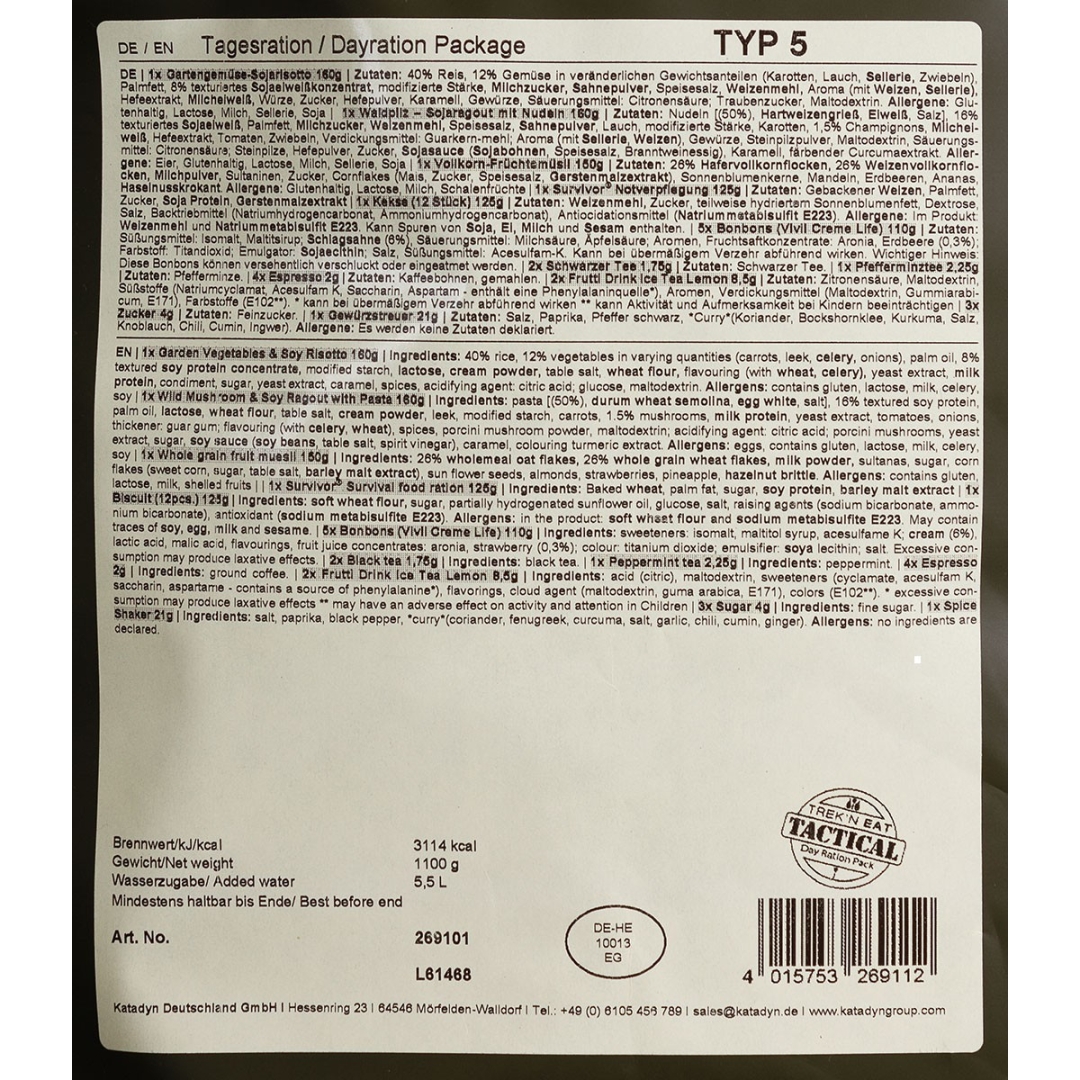 DE / EN Tagesration / Dayration Package TYP 5
DE | 1x Gartengemüse-Sojarisotto 160g | Zutaten: 40% Reis, 12% Gemüse in veränderlichen Gewichtsanteilen (Karotten, Lauch, Sellerie, Zwiebeln),
Palmfett, 8% texturiertes Sojaeiweißkonzentrat, modifizierte Stärke, Milchzucker, Sahnepulver, Speisesalz, Weizenmehl, Aroma (mit Weizen, Sellerie),
Hefeextrakt, Milcheiweiß, Würze, Zucker, Hefepulver, Karamell, Gewürze, Säuerungsmittel: Citronensäure; Traubenzucker, Maltodextrin. Allergene: Glu-
tenhaltig, Lactose, Milch, Sellerie, Soja | 1x Waldpilz – Sojaragout mit Nudeln 160g | Zutaten: Nudeln [(50%), Hartweizengrieß, Eiweiß, Salz], 16%
texturiertes Sojaeiweiß, Palmfett, Milchzucker, Weizenmehl, Speisesalz, Sahnepulver, Lauch, modifizierte Stärke, Karotten, 1,5% Champignons, Milchei-
weiß, Hefeextrakt, Tomaten, Zwiebeln, Verdickungsmittel: Guarkern-mehl; Aroma (mit Sellerie, Weizen), Gewürze, Steinpilzpulver, Maltodextrin, Säuerungs-
mittel: Citronensäure; Steinpilze, Hefepulver, Zucker, Sojasauce (Sojabohnen, Speisesalz, Branntweinessig), Karamell, färbender Curcumaextrakt. Aller-
gene: Eier, Glutenhaltig, Lactose, Milch, Sellerie, Soja | 1x Vollkorn-Früchtemüsli 150g | Zutaten: 26% Hafervollkornflocken, 26% Weizenvollkornflo-
cken, Milchpulver, Sultaninen, Zucker, Cornflakes (Mais, Zucker, Speisesalz, Gerstenmalzextrakt), Sonnenblumenkerne, Mandeln, Erdbeeren, Ananas,
Haselnusskrokant. Allergene: Glutenhaltig, Lactose, Milch, Schalenfrüchte | 1x Survivor® Notverpflegung 125g | Zutaten: Gebackener Weizen, Palmfett,
Zucker, Soja Protein, Gerstenmalzextrakt | 1x Kekse (12 Stück) 125g | Zutaten: Weizenmehl, Zucker, teilweise hydriertem Sonnenblumenfett, Dextrose,
Salz, Backtriebmittel (Natriumhydrogencarbonat, Ammoniumhydrogencarbonat), Antiocidationsmittel (Natriummetabisulfit E223). Allergene: Im Produkt:
Weizenmehl und Natriummetabisulfit E223. Kann Spuren von Soja, Ei, Milch und Sesam enthalten. | 5x Bonbons (Vivil Creme Life) 110g | Zutaten:
Süßungsmittel: Isomalt, Maltitsirup; Schlagsahne (6%), Säuerungsmittel: Milchsäure, Äpfelsäure; Aromen, Fruchtsaftkonzentrate: Aronia, Erdbeere (0,3%);
Farbstoff: Titandioxid; Emulgator: Sojaecithin; Salz, Süßungsmittel: Acesulfam-K. Kann bei übermäßigem Verzehr abführend wirken. Wichtiger Hinweis:
Diese Bonbons können versehentlich verschluckt oder eingeatmet werden. | 2x Schwarzer Tee 1,75g | Zutaten: Schwarzer Tee. | 1x Pfefferminztee 2,25g
| Zutaten: Pfefferminze. | 4x Espresso 2g | Zutaten: Kaffeebohnen, gemahlen. | 2x Frutti Drink Ice Tea Lemon 8,5g | Zutaten: Zitronensäure, Maltodextrin,
Süßstoffe (Natriumcyclamat, Acesulfam K, Saccharin, Aspartam - enthält eine Phenylalaninquelle*), Aromen, Verdickungsmittel (Maltodextrin, Gummiarabi-
cum, E171), Farbstoffe (E102**). * kann bei übermäßigem Verzehr abführend wirken ** kann Aktivität und Aufmerksamkeit bei Kindern beeinträchtigen | 3x
Zucker 4g | Zutaten: Feinzucker. | 1x Gewürzstreuer 21g | Zutaten: Salz, Paprika, Pfeffer schwarz, *Curry*(Koriander, Bockshornklee, Kurkuma, Salz,
Knoblauch, Chili, Cumin, Ingwer). Allergene: Es werden keine Zutaten deklariert.
EN | 1x Garden Vegetables & Soy Risotto 160g | Ingredients: 40% rice, 12% vegetables in varying quantities (carrots, leek, celery, onions), palm oil, 8%
textured soy protein concentrate, modified starch, lactose, cream powder, table salt, wheat flour, flavouring (with wheat, celery), yeast extract, milk
protein, condiment, sugar, yeast extract, caramel, spices, acidifying agent: citric acid; glucose, maltodextrin. Allergens: contains gluten, lactose, milk, celery,
soy | 1x Wild Mushroom & Soy Ragout with Pasta 160g | Ingredients: pasta [(50%), durum wheat semolina, egg white, salt], 16% textured soy protein,
palm oil, lactose, wheat flour, table salt, cream powder, leek, modified starch, carrots, 1.5% mushrooms, milk protein, yeast extract, tomatoes, onions,
thickener: guar gum; flavouring (with celery, wheat), spices, porcini mushroom powder, maltodextrin; acidifying agent: citric acid; porcini mushrooms, yeast
extract, sugar, soy sauce (soy beans, table salt, spirit vinegar), caramel, colouring turmeric extract. Allergens: eggs, contains gluten, lactose, milk, celery,
soy | 1x Whole grain fruit muesli 150g | Ingredients: 26% wholemeal oat flakes, 26% whole grain wheat flakes, milk powder, sultanas, sugar, corn
flakes (sweet corn, sugar, table salt, barley malt extract), sun flower seeds, almonds, strawberries, pineapple, hazelnut brittle. Allergens: contains gluten,
lactose, milk, shelled fruits | | 1x Survivor® Survival food ration 125g | Ingredients: Baked wheat, palm fat, sugar, soy protein, barley malt extract | 1x
Biscuit (12pcs.) 125g | Ingredients: soft wheat flour, sugar, partially hydrogenated sunflower oil, glucose, salt, raising agents (sodium bicarbonate, ammo-
nium bicarbonate), antioxidant (sodium metabisulfite E223). Allergens: in the product: soft wheat flour and sodium metabisulfite E223. May contain
traces of soy, egg, milk and sesame. | 5x Bonbons (Vivil Creme Life) 110g | Ingredients: sweeteners: isomalt, maltitol syrup, acesulfame K; cream (6%),
lactic acid, malic acid, flavourings, fruit juice concentrates: aronia, strawberry (0,3%); colour: titanium dioxide; emulsifier: soya lecithin; salt. Excessive con-
sumption may produce laxative effects. | 2x Black tea 1,75g | Ingredients: black tea. | 1x Peppermint tea 2,25g | Ingredients: peppermint. | 4x Espresso
2g | Ingredients: ground coffee. | 2x Frutti Drink Ice Tea Lemon 8,5g | Ingredients: acid (citric), maltodextrin, sweeteners (cyclamate, acesulfam K,
saccharin, aspartame - contains a source of phenylalanine*), flavorings, cloud agent (maltodextrin, guma arabica, E171), colors (E102**). * excessive con-
sumption may produce laxative effects ** may have an adverse effect on activity and attention in Children | 3x Sugar 4g | Ingredients: fine sugar. | 1x Spice
Shaker 21g | Ingredients: salt, paprika, black pepper, *curry*(coriander, fenugreek, curcuma, salt, garlic, chili, cumin, ginger). Allergens: no ingredients are
declared.
TREK'N EAT
TACTICAL
Day Ration Pack
Brennwert/kJ/kcal 3114 kcal
Gewicht/Net weight 1100 g
Wasserzugabe/ Added water 5,5 L
Mindestens haltbar bis Ende/ Best before end
Art. No. 269101
L61468
DE-HE
10013
EG
4 015753 269112
Katadyn Deutschland GmbH | Hessenring 23 | 64546 Mörfelden-Walldorf | Tel.: +49 (0) 6105 456 789 | sales@katadyn.de | www.katadyngroup.com